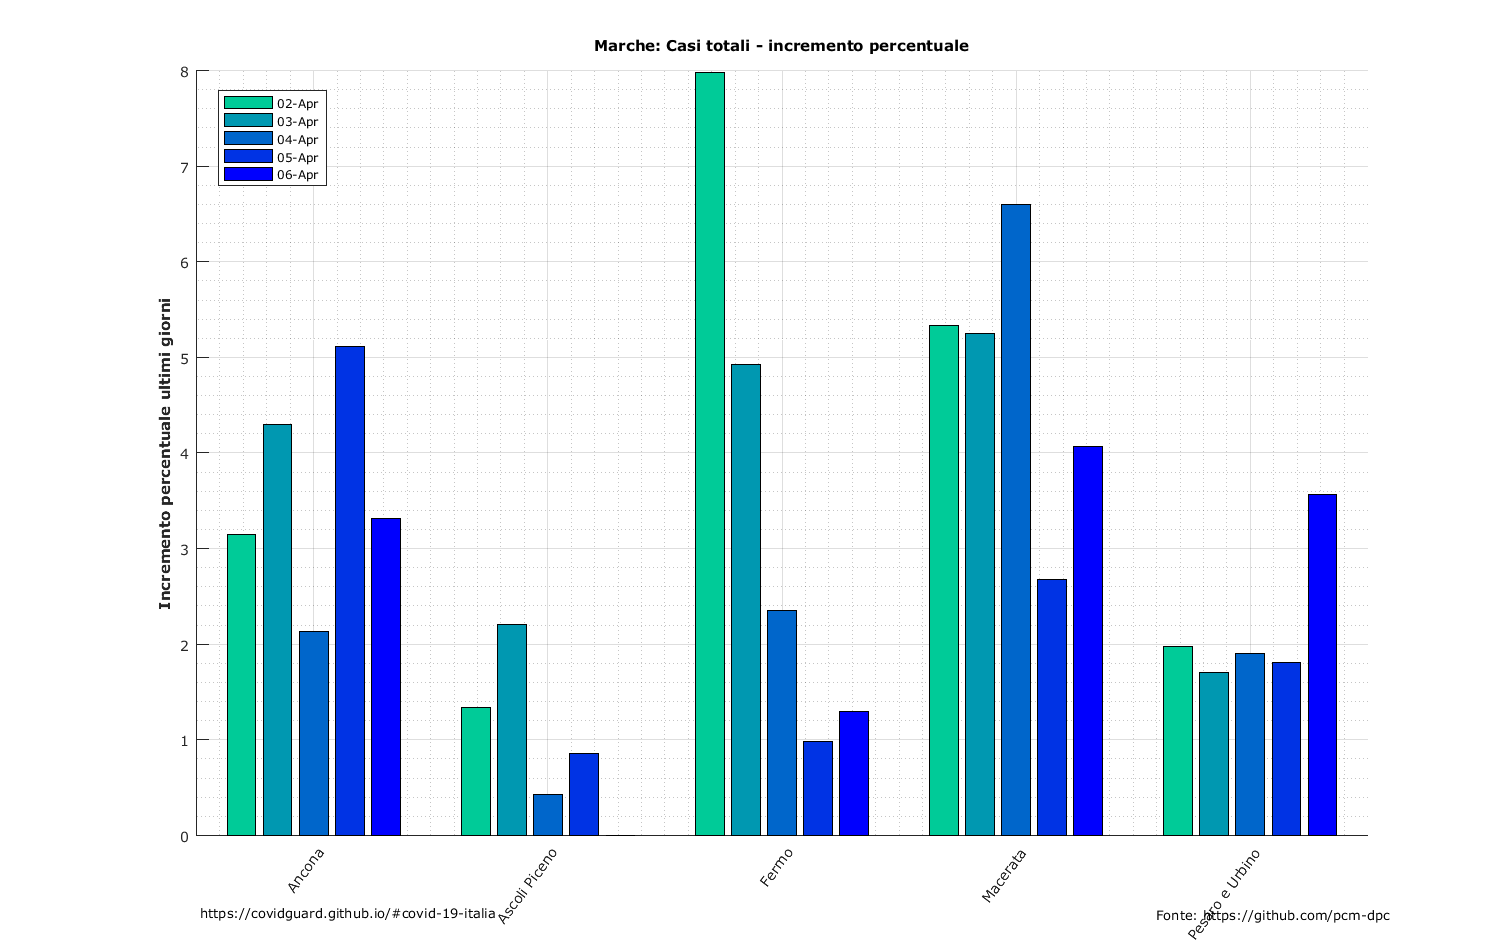 Marche: Casi totali - incremento percentuale
Incremento percentuale ultimi giorni
8
7
6
5
4
3
2
1
0
02-Apr
03-Apr
04-Apr
05-Apr
06-Apr
Ancona
Ascoli Piceno
Fermo
Macerata
Pesaro e Urbino
https://covidguard.github.io/#covid-19-italia
Fonte: https://github.com/pcm-dpc